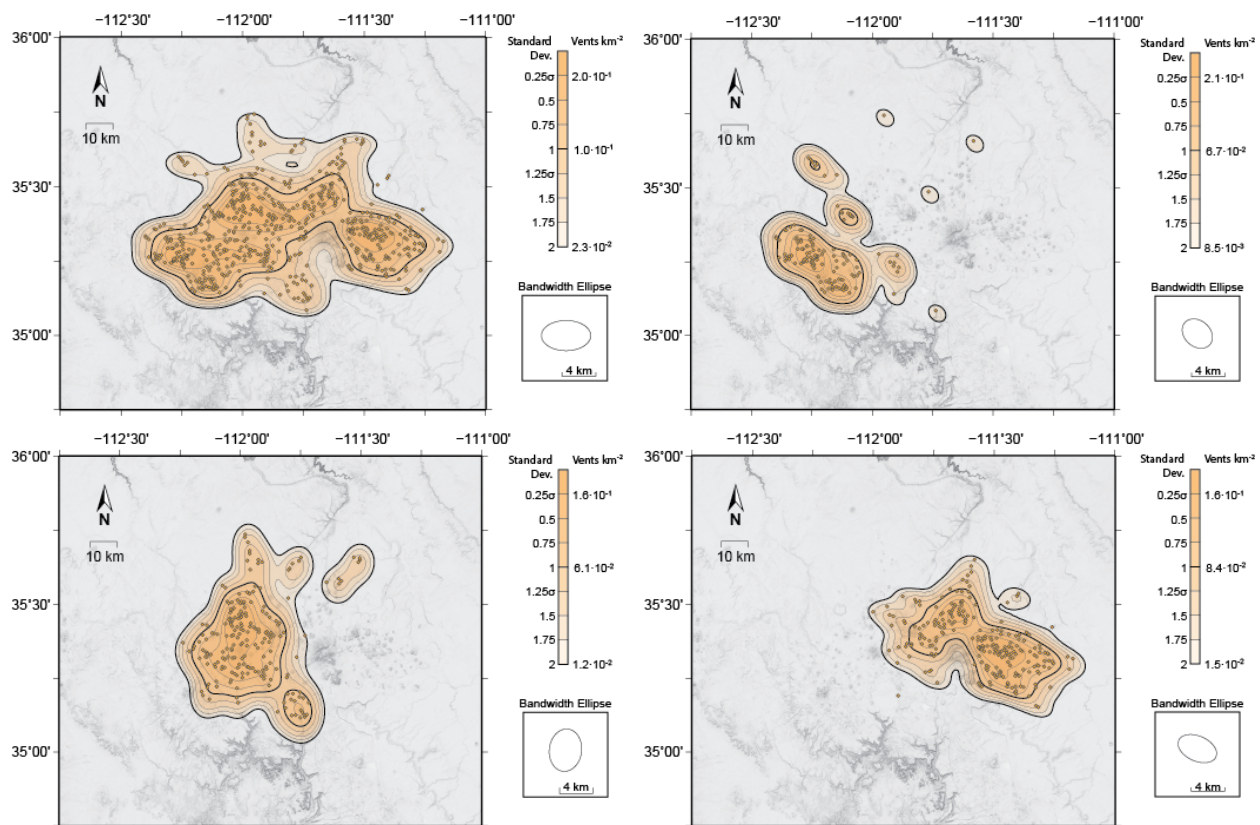 −112°30' −112°00' −111°30' −111°00'
36°00'
35°30'
35°00'
N
10 km
Standard Dev. Vents km⁻²
0.25σ 2.0·10⁻¹
0.5
0.75
1 1.0·10⁻¹
1.25σ
1.5
1.75
2 2.3·10⁻²
Bandwidth Ellipse
4 km
−112°30' −112°00' −111°30' −111°00'
36°00'
35°30'
35°00'
N
10 km
Standard Dev. Vents km⁻²
0.25σ 2.1·10⁻¹
0.5
0.75
1 6.7·10⁻²
1.25σ
1.5
1.75
2 8.5·10⁻³
Bandwidth Ellipse
4 km
−112°30' −112°00' −111°30' −111°00'
36°00'
35°30'
35°00'
N
10 km
Standard Dev. Vents km⁻²
0.25σ 1.6·10⁻¹
0.5
0.75
1 6.1·10⁻²
1.25σ
1.5
1.75
2 1.2·10⁻²
Bandwidth Ellipse
4 km
−112°30' −112°00' −111°30' −111°00'
36°00'
35°30'
35°00'
N
10 km
Standard Dev. Vents km⁻²
0.25σ 1.6·10⁻¹
0.5
0.75
1 8.4·10⁻²
1.25σ
1.5
1.75
2 1.5·10⁻²
Bandwidth Ellipse
4 km